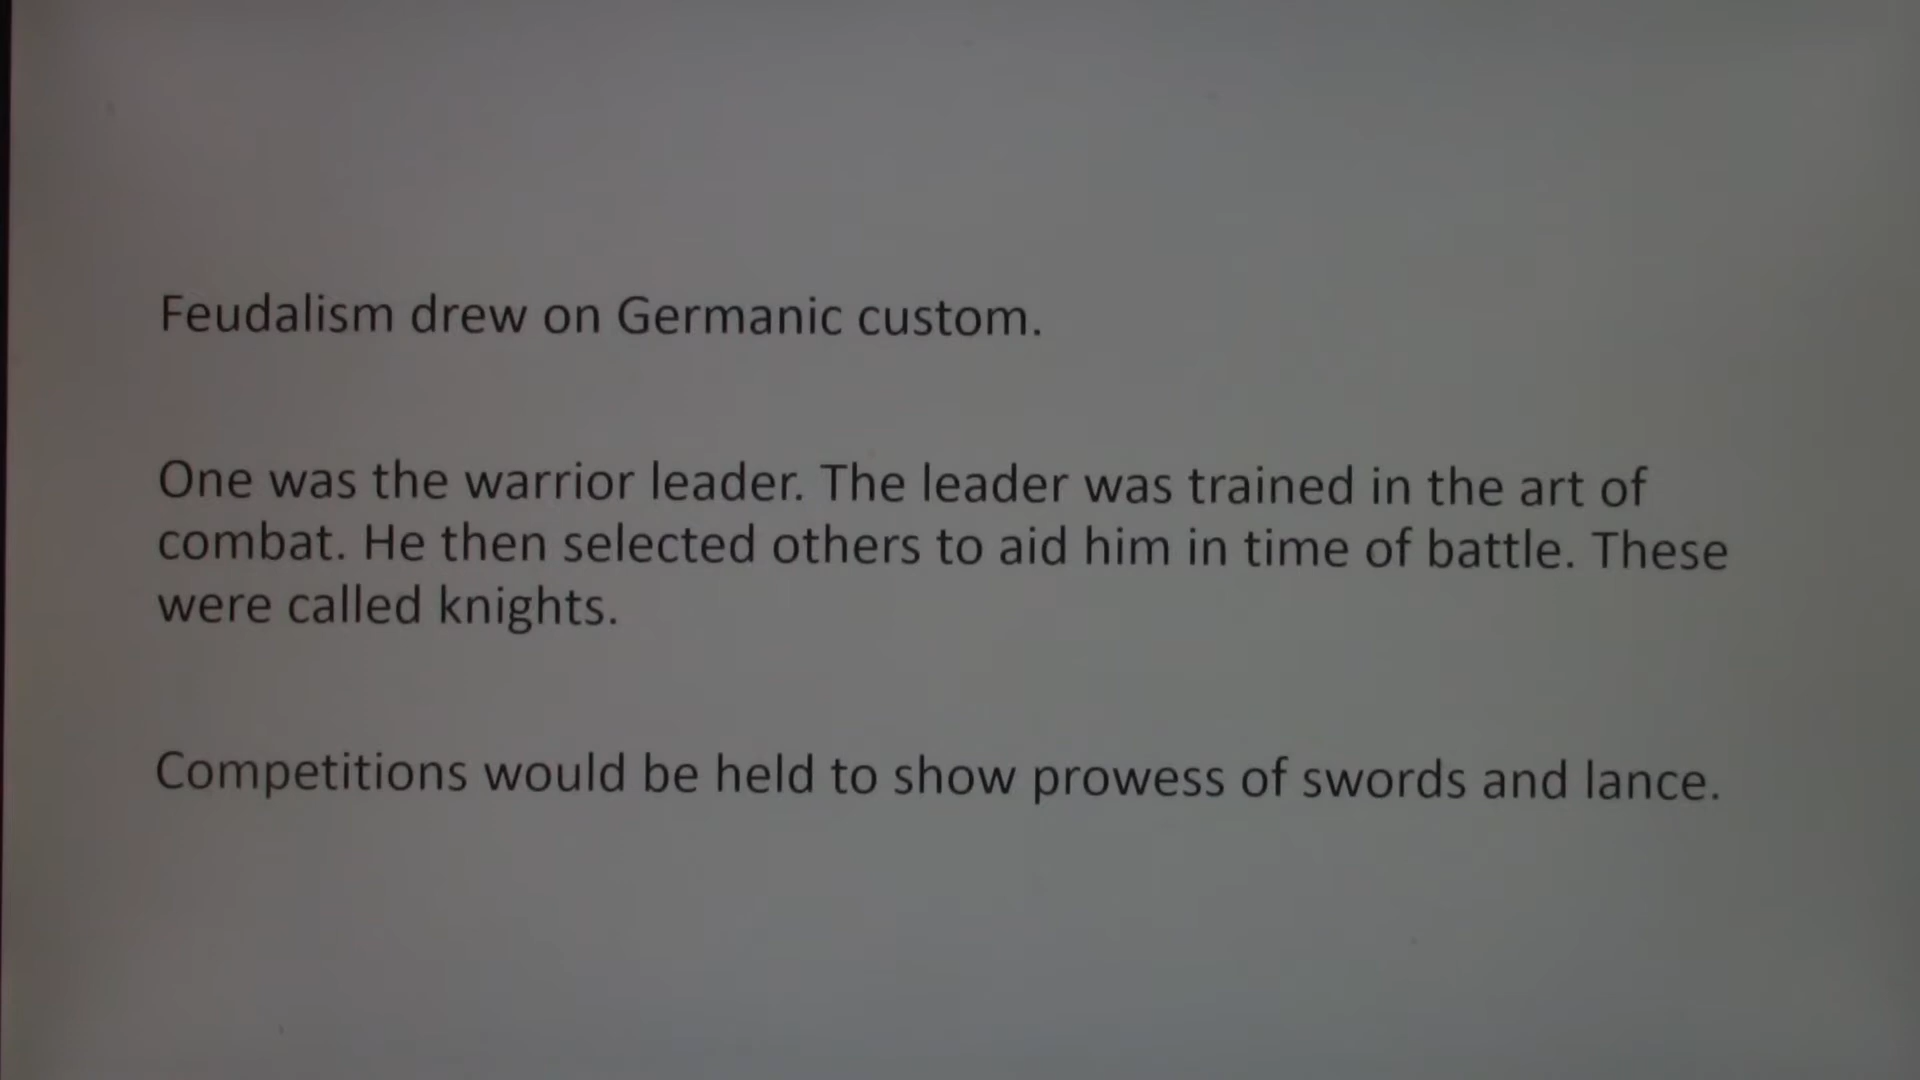 Feudalism drew on Germanic custom.
One was the warrior leader. The leader was trained in the art of
combat. He then selected others to aid him in time of battle. These
were called knights.
Competitions would be held to show prowess of swords and lance.